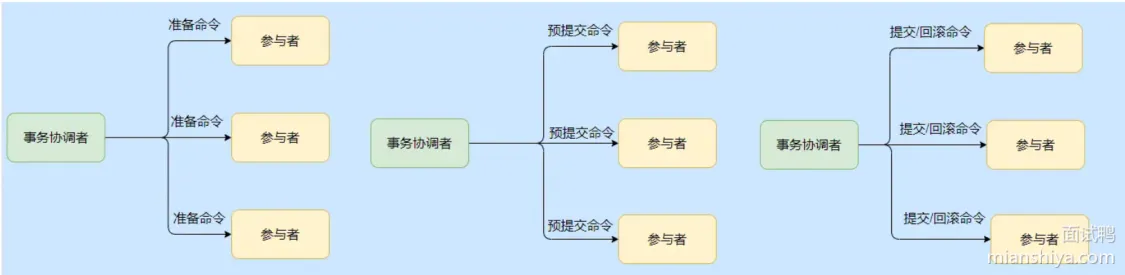 准备命令
参与者
事务协调者
准备命令
参与者
准备命令
参与者
预提交命令
参与者
事务协调者
预提交命令
参与者
预提交命令
参与者
提交/回滚命令
参与者
事务协调者
提交/回滚命令
参与者
提交/回滚命令
参与者
面试鸭
mianshiya.com